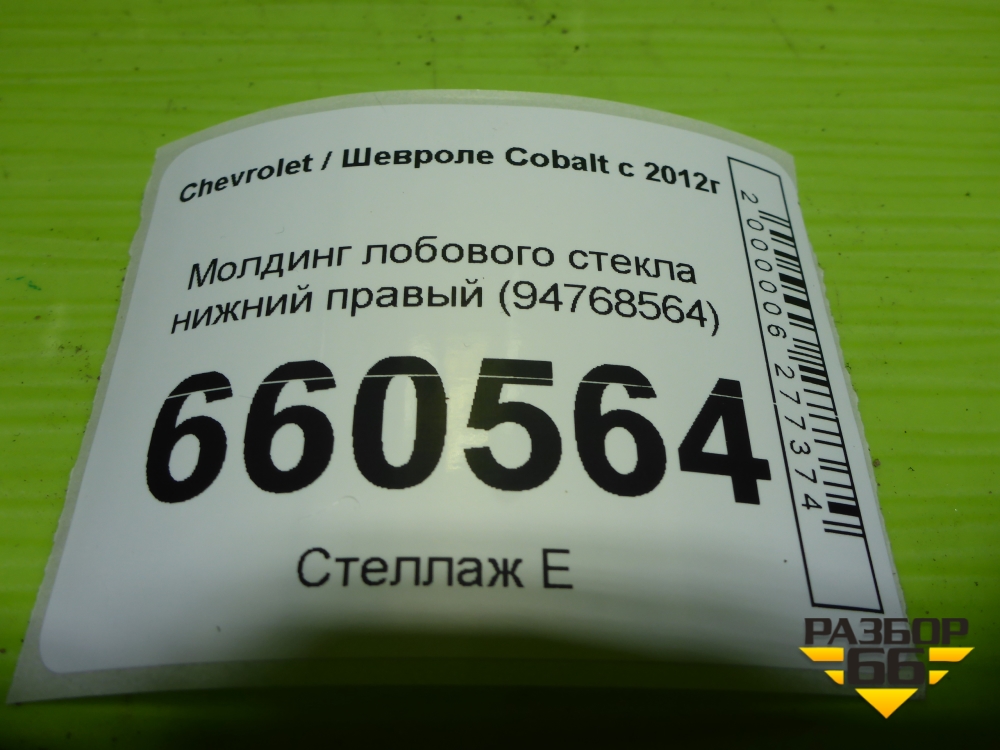 Chevrolet / Шевроле Cobalt с 2012г
Молдинг лобового стекла
нижний правый (94768564)
660564
Стеллаж Е
2000006277374
РАЗБОР
66